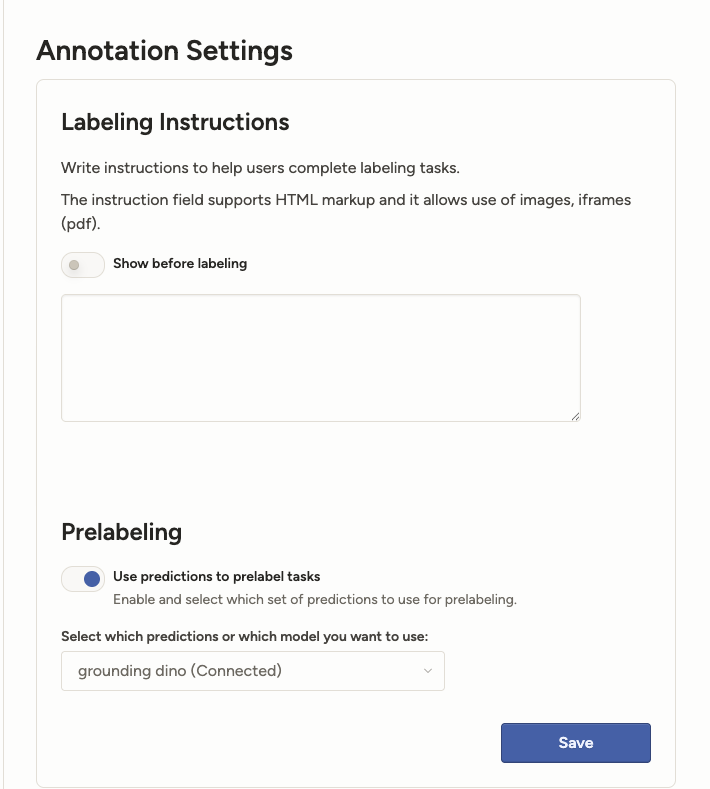 Annotation Settings
Labeling Instructions
Write instructions to help users complete labeling tasks.
The instruction field supports HTML markup and it allows use of images, iframes
(pdf).
Show before labeling
Prelabeling
Use predictions to prelabel tasks
Enable and select which set of predictions to use for prelabeling.
Select which predictions or which model you want to use:
grounding dino (Connected)
Save